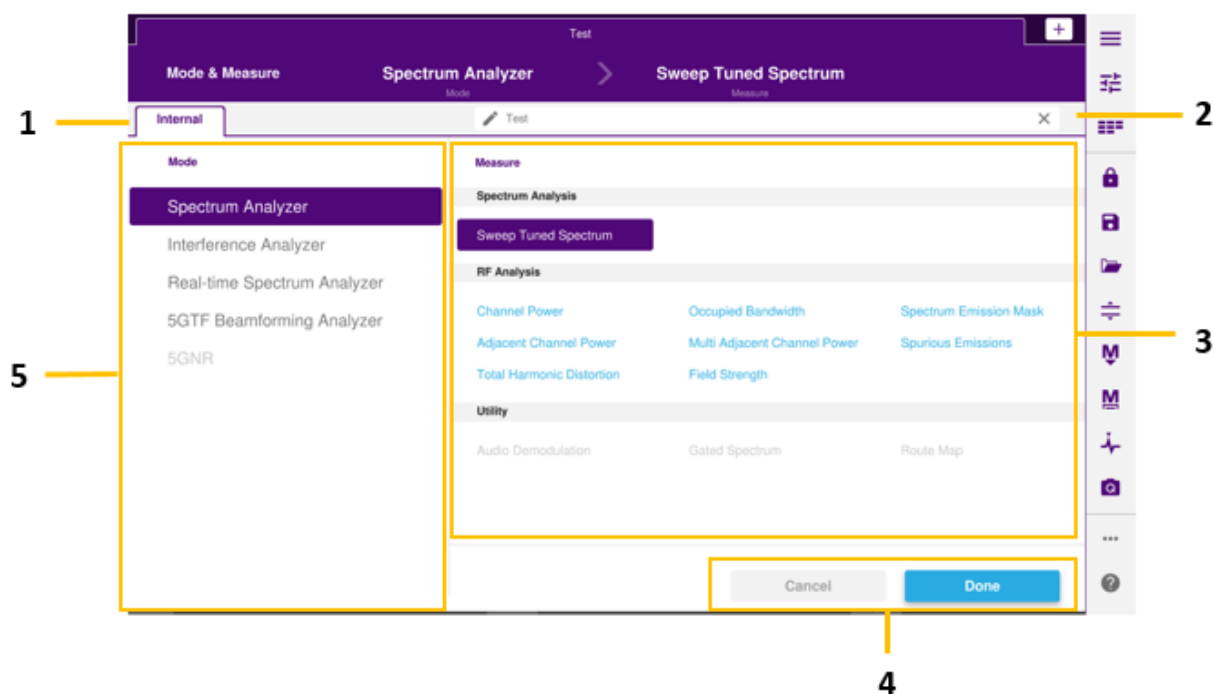 Test
Mode & Measure Spectrum Analyzer Sweep Tuned Spectrum
Mode Measure
1 Internal Test 2
Mode Measure
Spectrum Analyzer Spectrum Analysis
Sweep Tuned Spectrum
Interference Analyzer
RF Analysis
Real-time Spectrum Analyzer
Channel Power Occupied Bandwidth Spectrum Emission Mask
5GTF Beamforming Analyzer
Adjacent Channel Power Multi Adjacent Channel Power Spurious Emissions 3
5GNR
5 Total Harmonic Distortion Field Strength
Utility
Audio Demodulation Gated Spectrum Route Map
Cancel Done
4